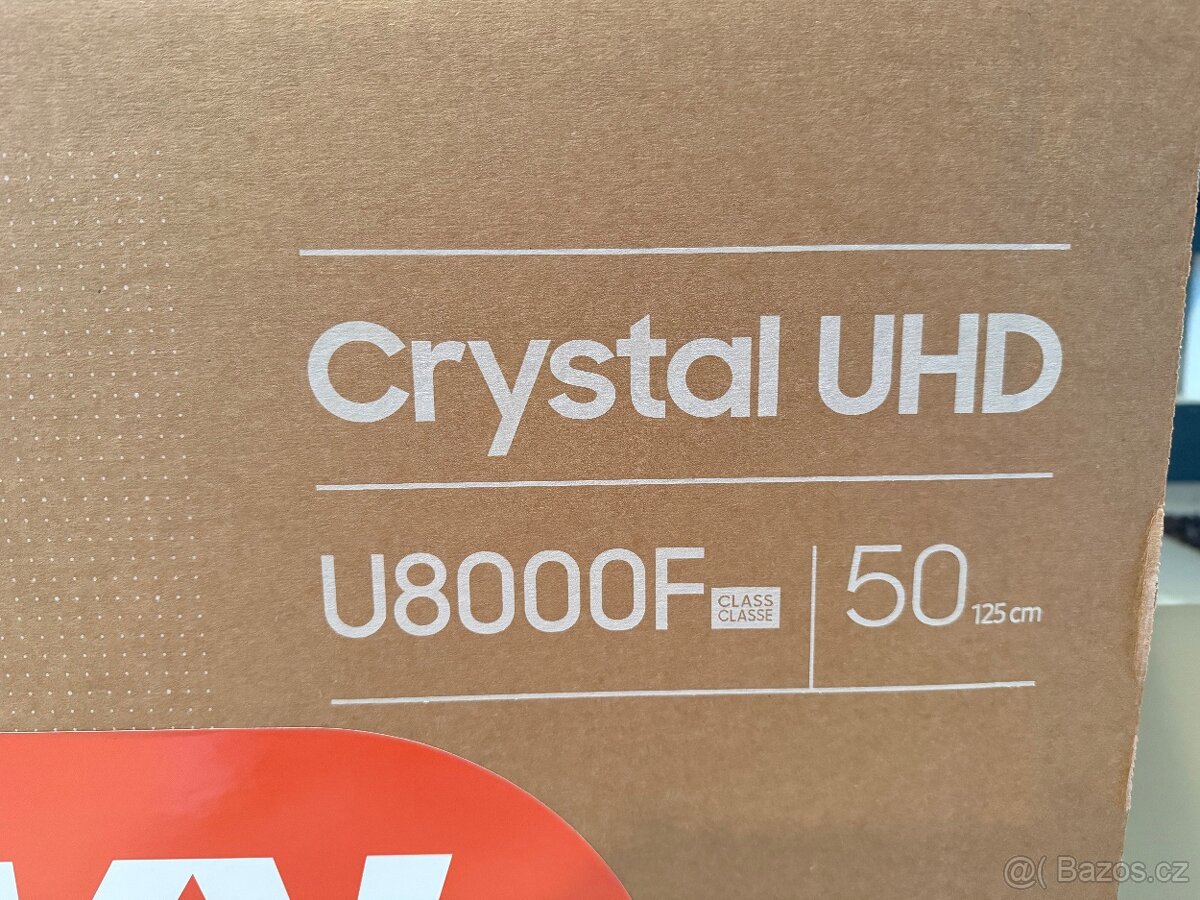 Crystal UHD
U8000F CLASS CLASSE 50 125 cm
@( Bazos.cz